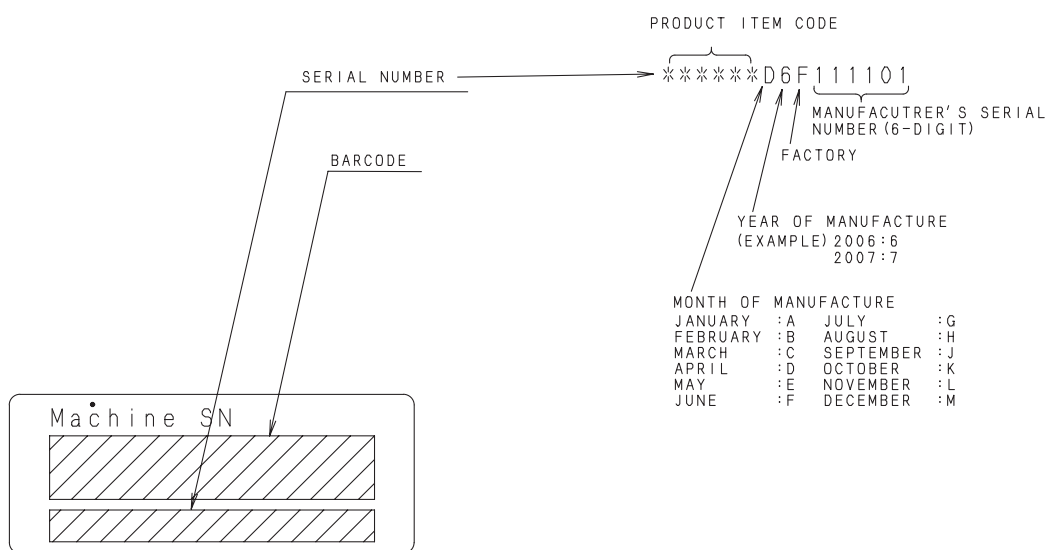 PRODUCT ITEM CODE
SERIAL NUMBER
******D6F111101
MANUFACUTRER'S SERIAL
NUMBER(6-DIGIT)
BARCODE
FACTORY
YEAR OF MANUFACTURE
(EXAMPLE)2006:6
2007:7
MONTH OF MANUFACTURE
JANUARY :A JULY :G
FEBRUARY :B AUGUST :H
MARCH :C SEPTEMBER :J
APRIL :D OCTOBER :K
MAY :E NOVEMBER :L
JUNE :F DECEMBER :M
Machine SN